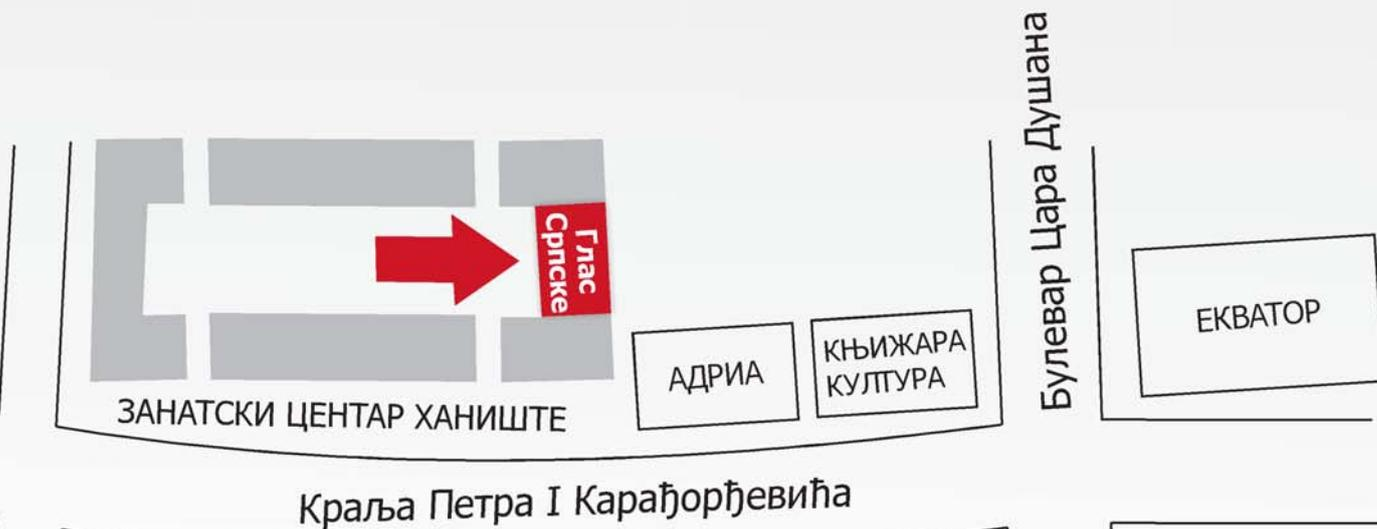 Булевар Цара Душана
Глас
Српске
ЕКВАТОР
КЊИЖАРА
КУЛТУРА
АДРИА
ЗАНАТСКИ ЦЕНТАР ХАНИШТЕ
Краља Петра I Карађорђевића